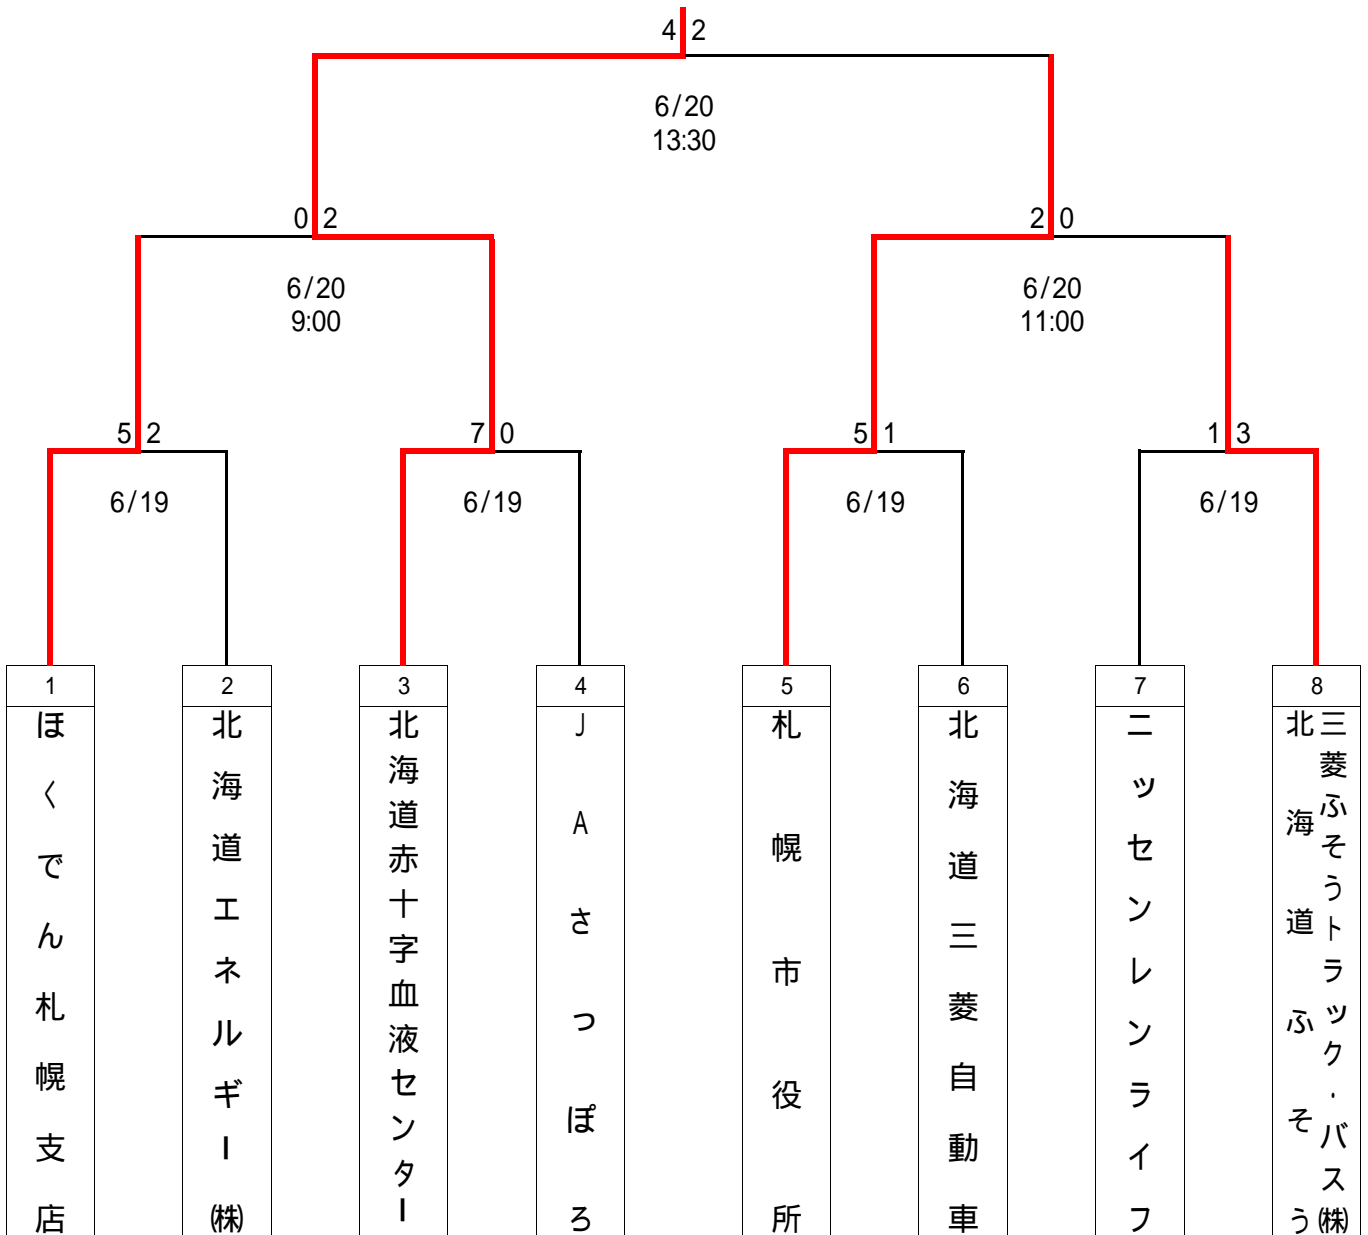 4 2
6/20
13:30
0 2
2 0
6/20
9:00
6/20
11:00
5 2
7 0
5 1
1 3
6/19
6/19
6/19
6/19
1
2
3
4
5
6
7
8
ほくでん札幌支店
北海道エネルギー㈱
北海道赤十字血液センター
JAさっぽろ
札幌市役所
北海道三菱自動車
ニッセンレンライフ
三菱ふそうトラック・バス㈱
北海道ふそう